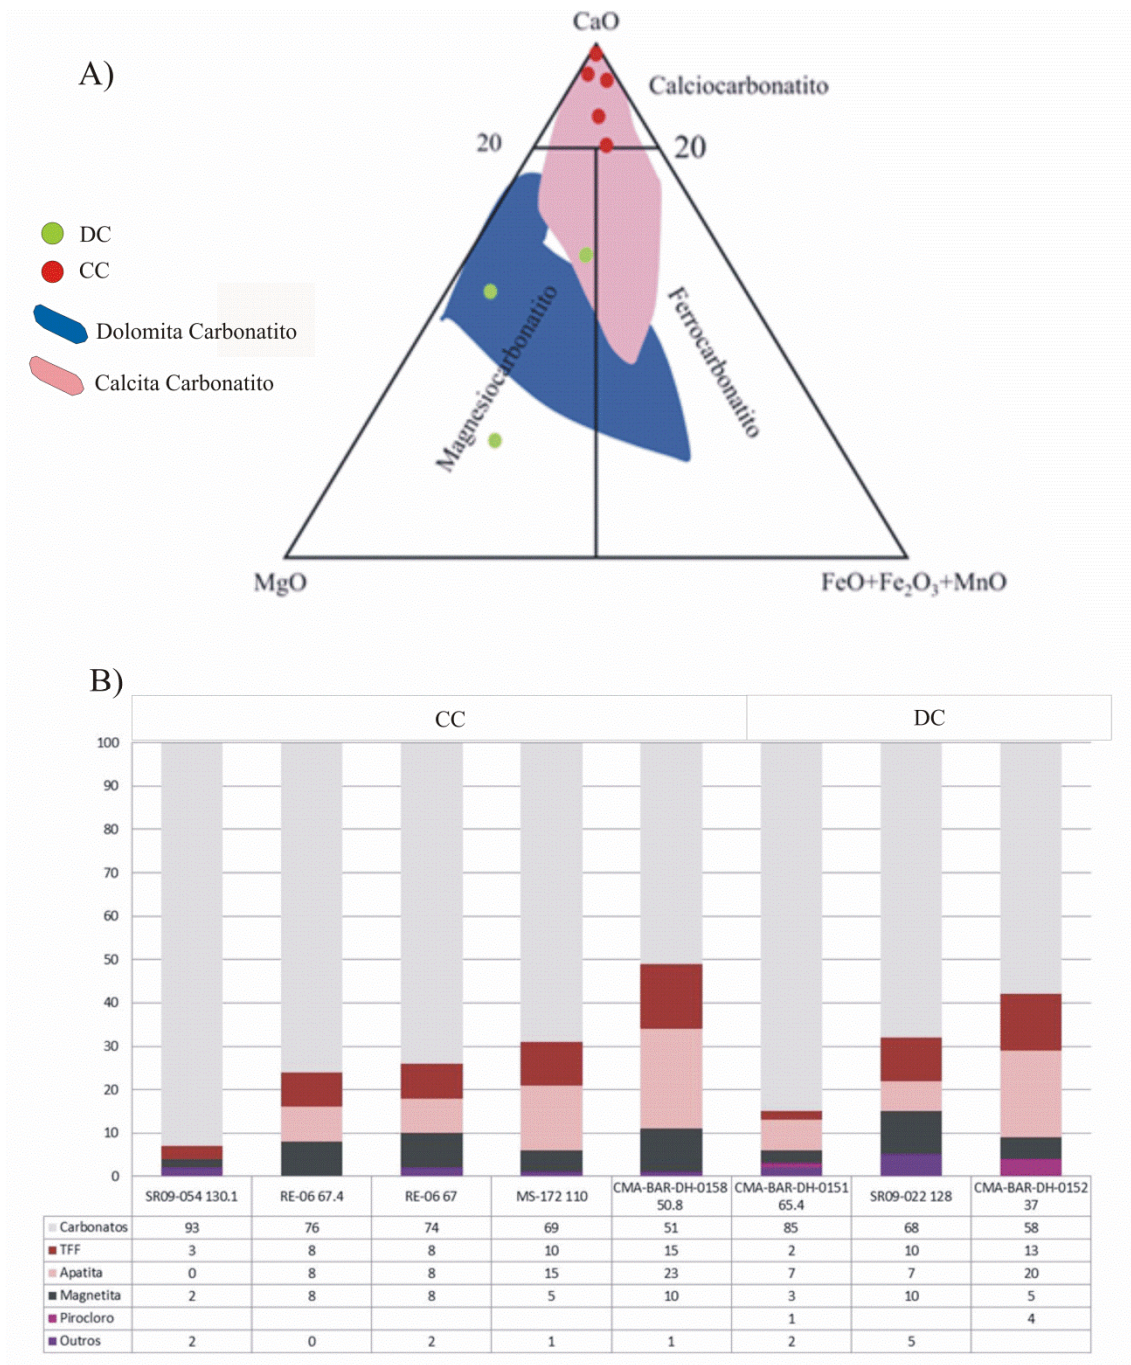 A)
CaO
Calciocarbonatito
20
20
DC
CC
Dolomita Carbonatito
Calcita Carbonatito
Magnesiocarbonatito
Ferrocarbonatito
MgO
FeO+Fe₂O₃+MnO
B)
CC DC
100
90
80
70
60
50
40
30
20
10
0
SR09-054 130.1 RE-06 67.4 RE-06 67 MS-172 110 CMA-BAR-DH-0158 50.8 CMA-BAR-DH-0151 65.4 SR09-022 128 CMA-BAR-DH-0152 37
Carbonatos 93 76 74 69 51 85 68 58
TFF 3 8 8 10 15 2 10 13
Apatita 0 8 8 15 23 7 7 20
Magnetita 2 8 8 5 10 3 10 5
Pirocloro 1 4
Outros 2 0 2 1 1 2 5